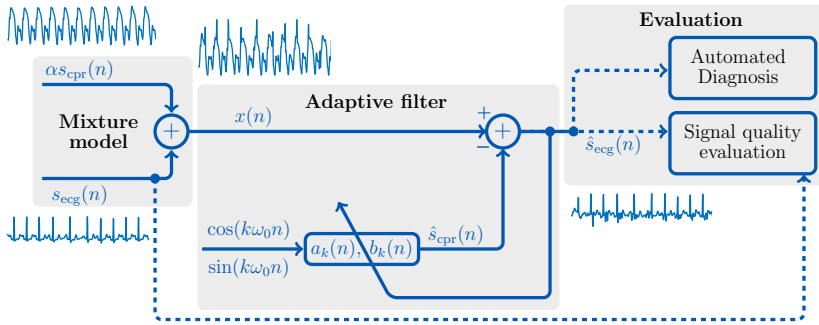 Evaluation
αs_cpr(n)
Mixture
model
+
s_ecg(n)
Adaptive filter
x(n)
+
+
−
cos(kω₀n)
sin(kω₀n)
a_k(n), b_k(n)
ŝ_cpr(n)
ŝ_ecg(n)
Automated
Diagnosis
Signal quality
evaluation